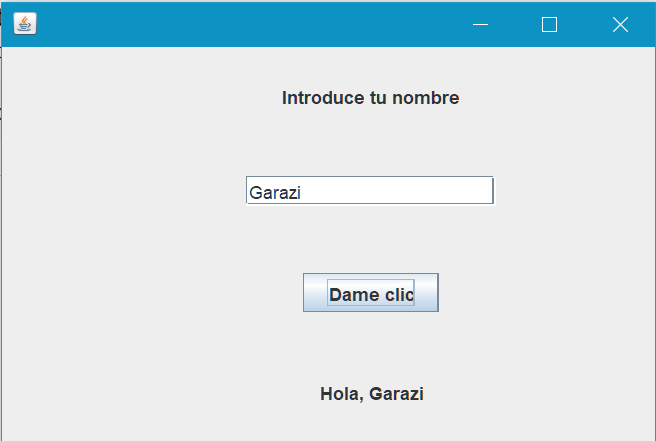 Introduce tu nombre
Garazi
Dame clic
Hola, Garazi